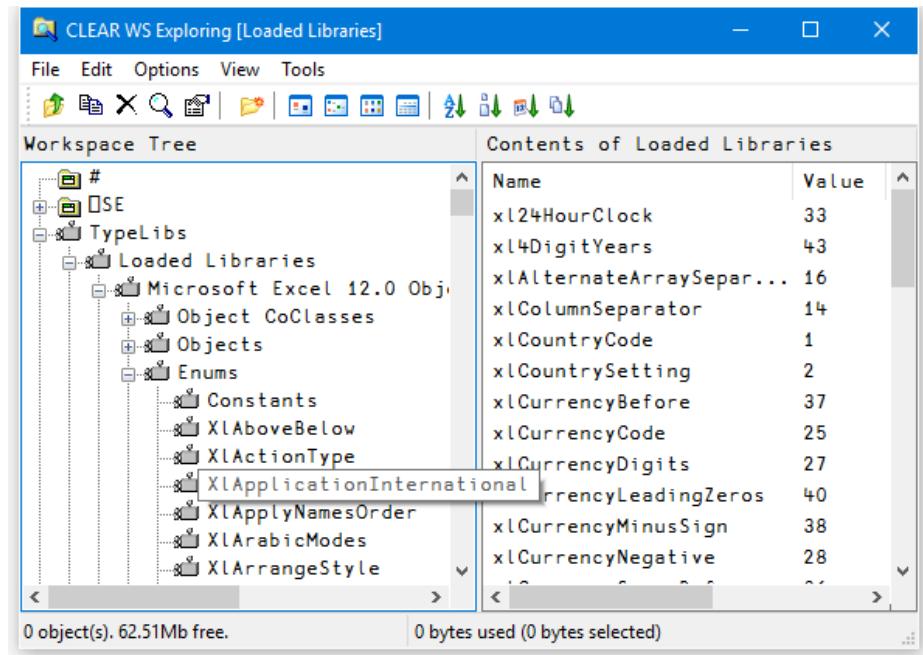 CLEAR WS Exploring [Loaded Libraries]
File Edit Options View Tools
Workspace Tree
#
⎕SE
TypeLibs
Loaded Libraries
Microsoft Excel 12.0 Obj
Object CoClasses
Objects
Enums
Constants
XlAboveBelow
XlActionType
XlApplicationInternational
XlApplyNamesOrder
XlArabicModes
XlArrangeStyle
Contents of Loaded Libraries
Name Value
xl24HourClock 33
xl4DigitYears 43
xlAlternateArraySepar... 16
xlColumnSeparator 14
xlCountryCode 1
xlCountrySetting 2
xlCurrencyBefore 37
xlCurrencyCode 25
xlCurrencyDigits 27
rrencyLeadingZeros 40
xlCurrencyMinusSign 38
xlCurrencyNegative 28
0 object(s). 62.51Mb free.
0 bytes used (0 bytes selected)